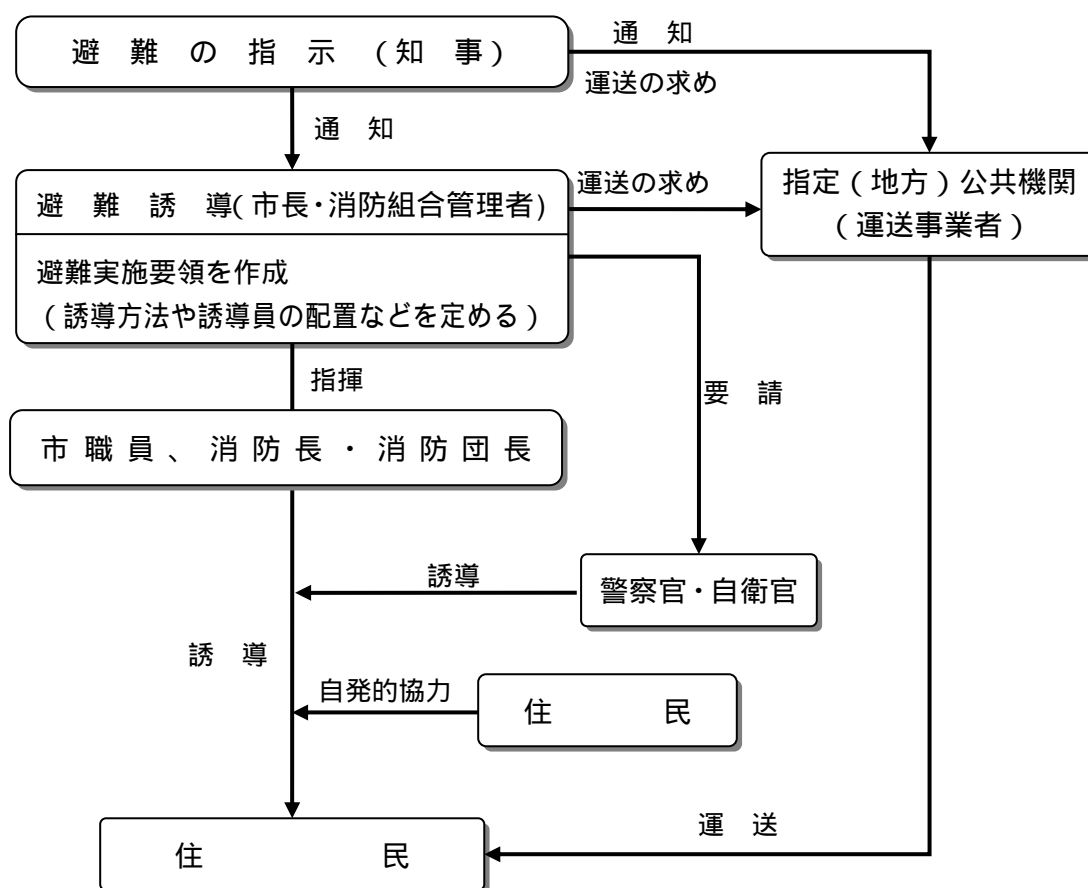 避難の指示(知事)
通知
運送の求め
通知
避難誘導(市長・消防組合管理者)
運送の求め
指定(地方)公共機関
(運送事業者)
避難実施要領を作成
(誘導方法や誘導員の配置などを定める)
指揮
要請
市職員、消防長・消防団長
誘導
警察官・自衛官
誘導
自発的協力
住民
運送
住民